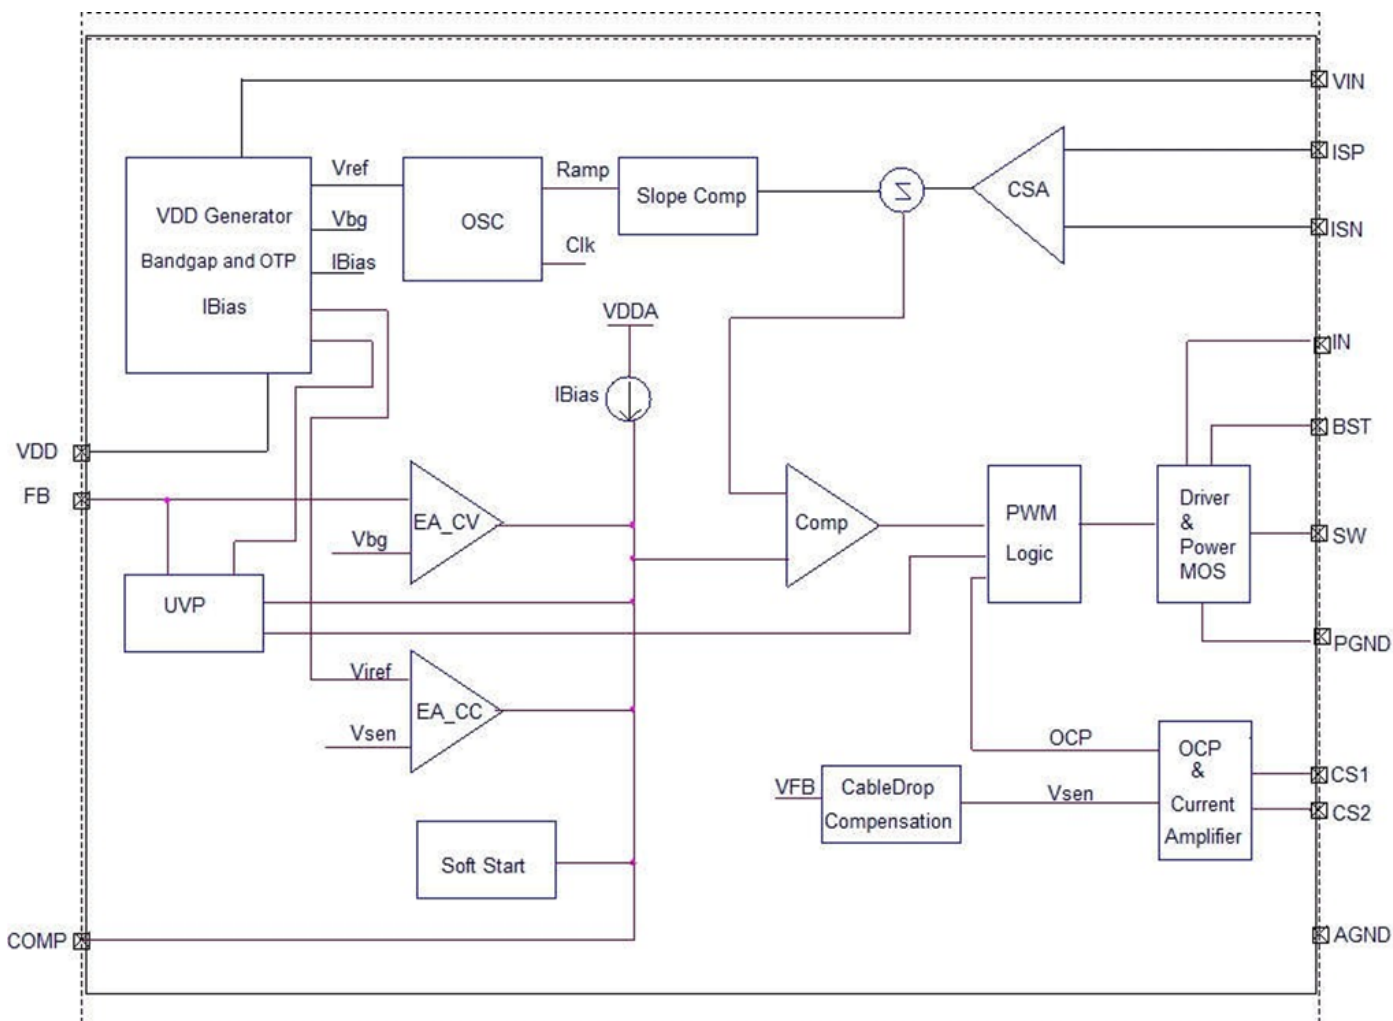 VIN
Vref
Ramp
ISP
VDD Generator
Bandgap and OTP
IBias
Vbg
IBias
OSC
Clk
Slope Comp
Σ
CSA
ISN
VDDA
IBias
IN
BST
VDD
FB
EA_CV
Vbg
Comp
PWM
Logic
Driver
&
Power
MOS
SW
UVP
PGND
Viref
EA_CC
Vsen
OCP
OCP
&
Current
Amplifier
CS1
CS2
VFB
CableDrop
Compensation
Vsen
Soft Start
COMP
AGND